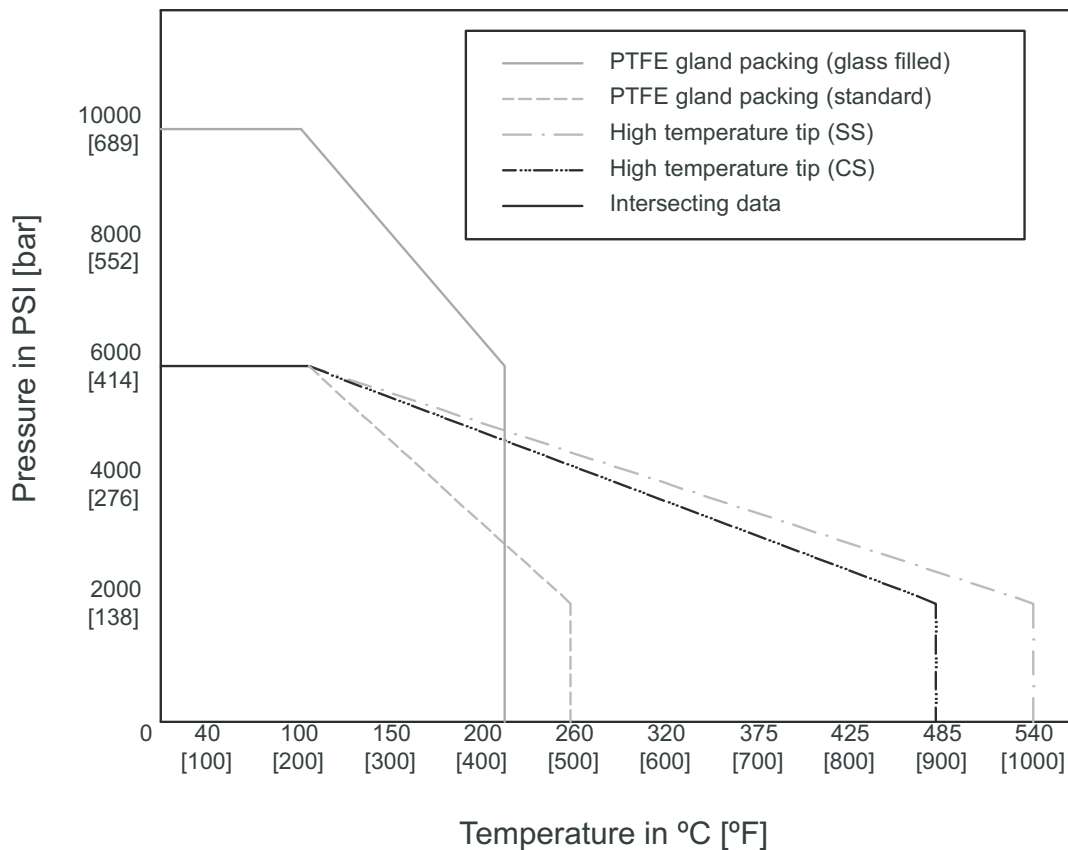 PTFE gland packing (glass filled)
PTFE gland packing (standard)
High temperature tip (SS)
High temperature tip (CS)
Intersecting data
Pressure in PSI [bar]
10000
[689]
8000
[552]
6000
[414]
4000
[276]
2000
[138]
0 40 100 150 200 260 320 375 425 485 540
[100] [200] [300] [400] [500] [600] [700] [800] [900] [1000]
Temperature in ºC [ºF]